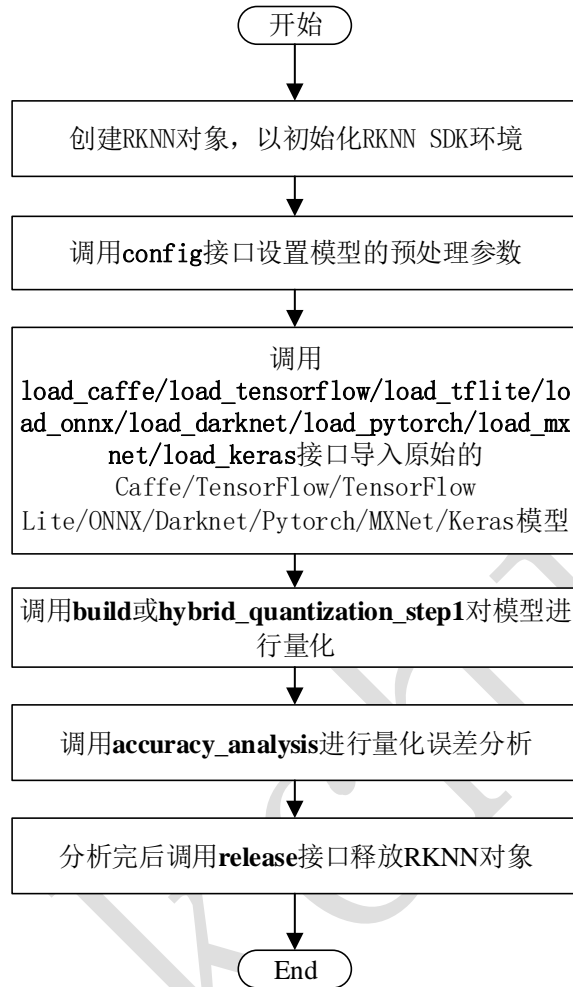 开始
创建RKNN对象，以初始化RKNN SDK环境
调用config接口设置模型的预处理参数
调用
load_caffe/load_tensorflow/load_tflite/lo
ad_onnx/load_darknet/load_pytorch/load_mx
net/load_keras接口导入原始的
Caffe/TensorFlow/TensorFlow
Lite/ONNX/Darknet/Pytorch/MXNet/Keras模型
调用build或hybrid_quantization_step1对模型进
行量化
调用accuracy_analysis进行量化误差分析
分析完后调用release接口释放RKNN对象
End